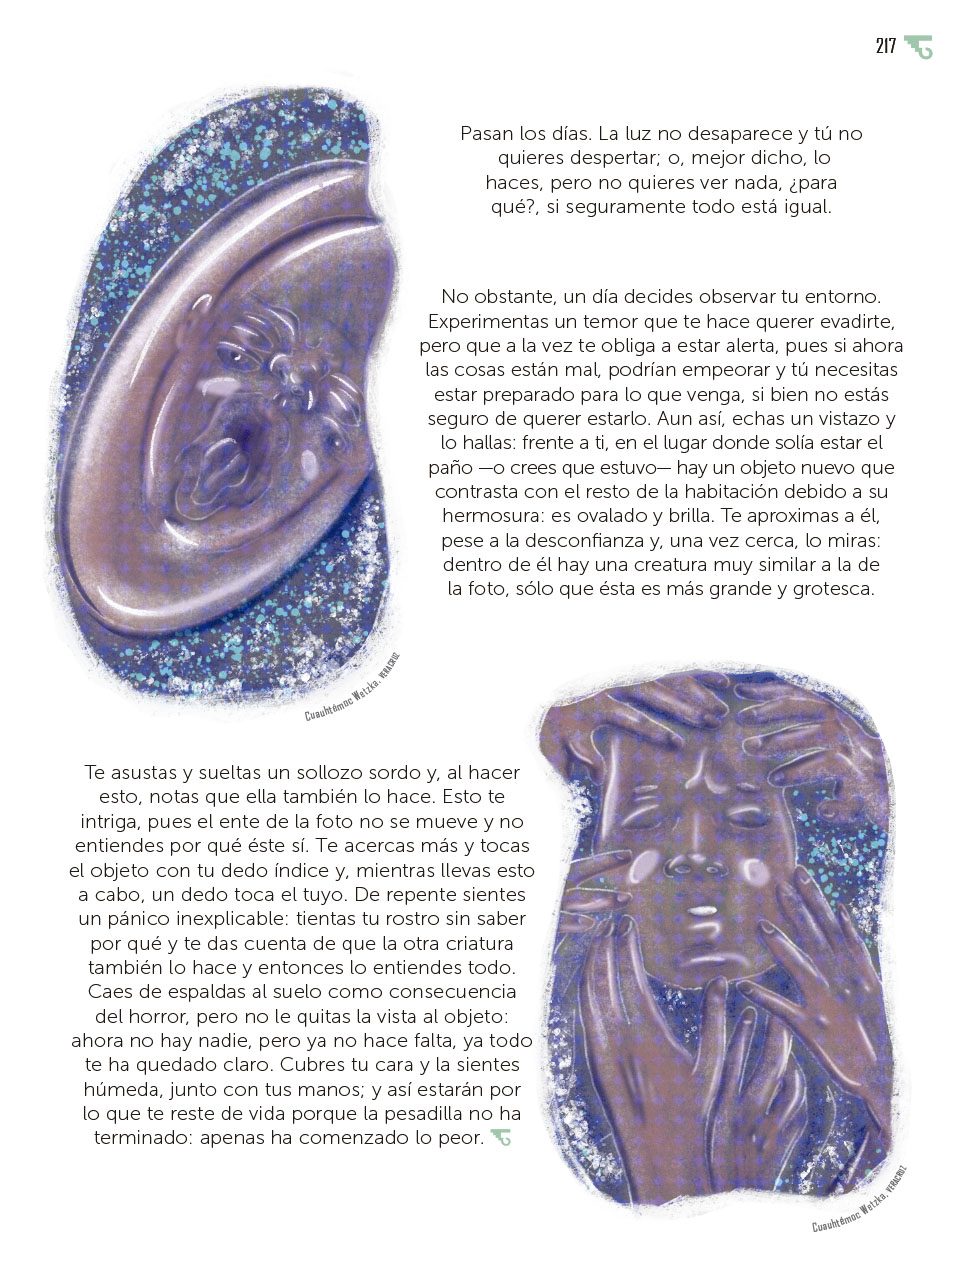 217
Pasan los días. La luz no desaparece y tú no
quieres despertar; o, mejor dicho, lo
haces, pero no quieres ver nada, ¿para
qué?, si seguramente todo está igual.
No obstante, un día decides observar tu entorno.
Experimentas un temor que te hace querer evadirte,
pero que a la vez te obliga a estar alerta, pues si ahora
las cosas están mal, podrían empeorar y tú necesitas
estar preparado para lo que venga, si bien no estás
seguro de querer estarlo. Aun así, echas un vistazo y
lo hallas: frente a ti, en el lugar donde solía estar el
paño —o crees que estuvo— hay un objeto nuevo que
contrasta con el resto de la habitación debido a su
hermosura: es ovalado y brilla. Te aproximas a él,
pese a la desconfianza y, una vez cerca, lo miras:
dentro de él hay una creatura muy similar a la de
la foto, sólo que ésta es más grande y grotesca.
Cuauhtémoc Wetzka, VERACRUZ
Te asustas y sueltas un sollozo sordo y, al hacer
esto, notas que ella también lo hace. Esto te
intriga, pues el ente de la foto no se mueve y no
entiendes por qué éste sí. Te acercas más y tocas
el objeto con tu dedo índice y, mientras llevas esto
a cabo, un dedo toca el tuyo. De repente sientes
un pánico inexplicable: tientas tu rostro sin saber
por qué y te das cuenta de que la otra criatura
también lo hace y entonces lo entiendes todo.
Caes de espaldas al suelo como consecuencia
del horror, pero no le quitas la vista al objeto:
ahora no hay nadie, pero ya no hace falta, ya todo
te ha quedado claro. Cubres tu cara y la sientes
húmeda, junto con tus manos; y así estarán por
lo que te reste de vida porque la pesadilla no ha
terminado: apenas ha comenzado lo peor.
Cuauhtémoc Wetzka, VERACRUZ